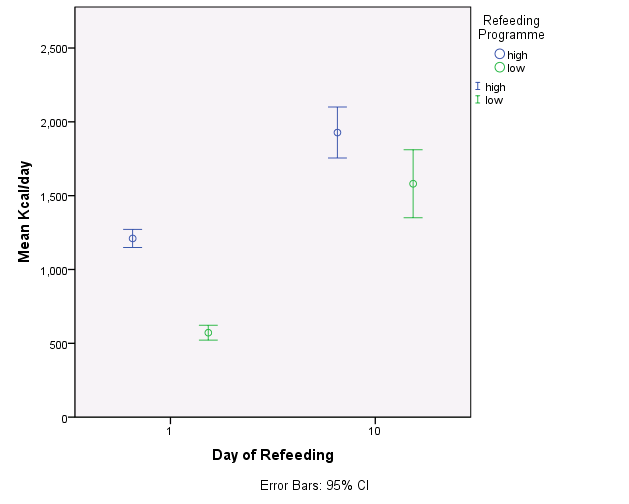 Refeeding
Programme
high
low
high
low
2,500
2,000
1,500
1,000
500
0
Mean Kcal/day
1
10
Day of Refeeding
Error Bars: 95% CI